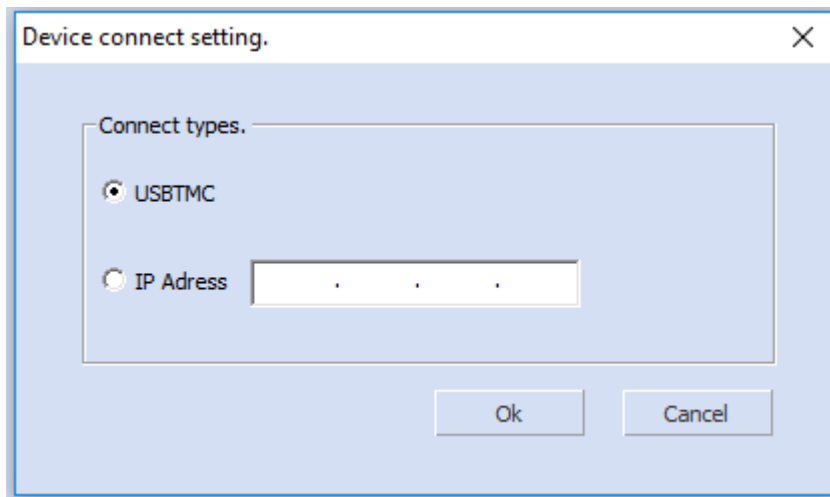 Device connect setting.
Connect types.
USBTMC
IP Adress . . .
Ok Cancel